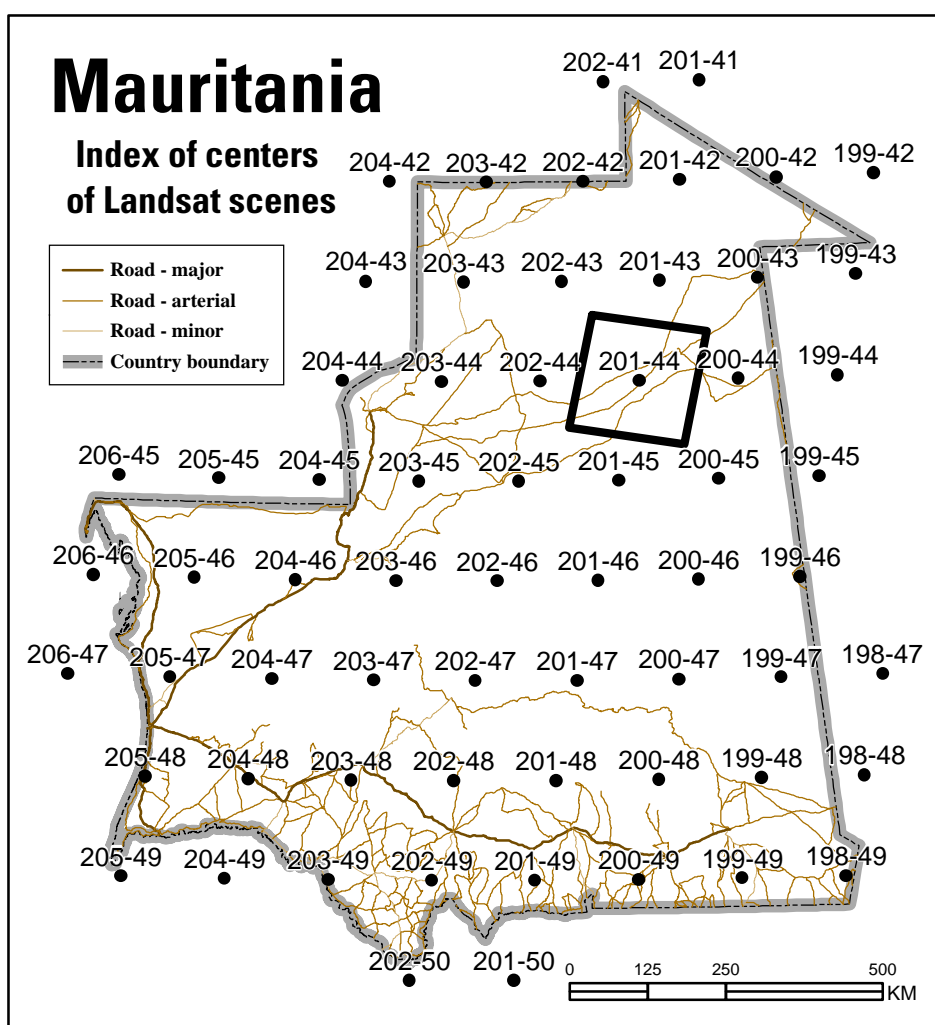 Mauritania
Index of centers
of Landsat scenes
202-41 201-41
204-42 203-42 202-42 201-42 200-42 199-42
Road - major
Road - arterial
Road - minor
Country boundary
204-43 203-43 202-43 201-43 200-43 199-43
204-44 203-44 202-44 201-44 200-44 199-44
206-45 205-45 204-45 203-45 202-45 201-45 200-45 199-45
206-46 205-46 204-46 203-46 202-46 201-46 200-46 199-46
206-47 205-47 204-47 203-47 202-47 201-47 200-47 199-47 198-47
205-48 204-48 203-48 202-48 201-48 200-48 199-48 198-48
205-49 204-49 203-49 202-49 201-49 200-49 199-49 198-49
202-50 201-50
0 125 250 500
KM